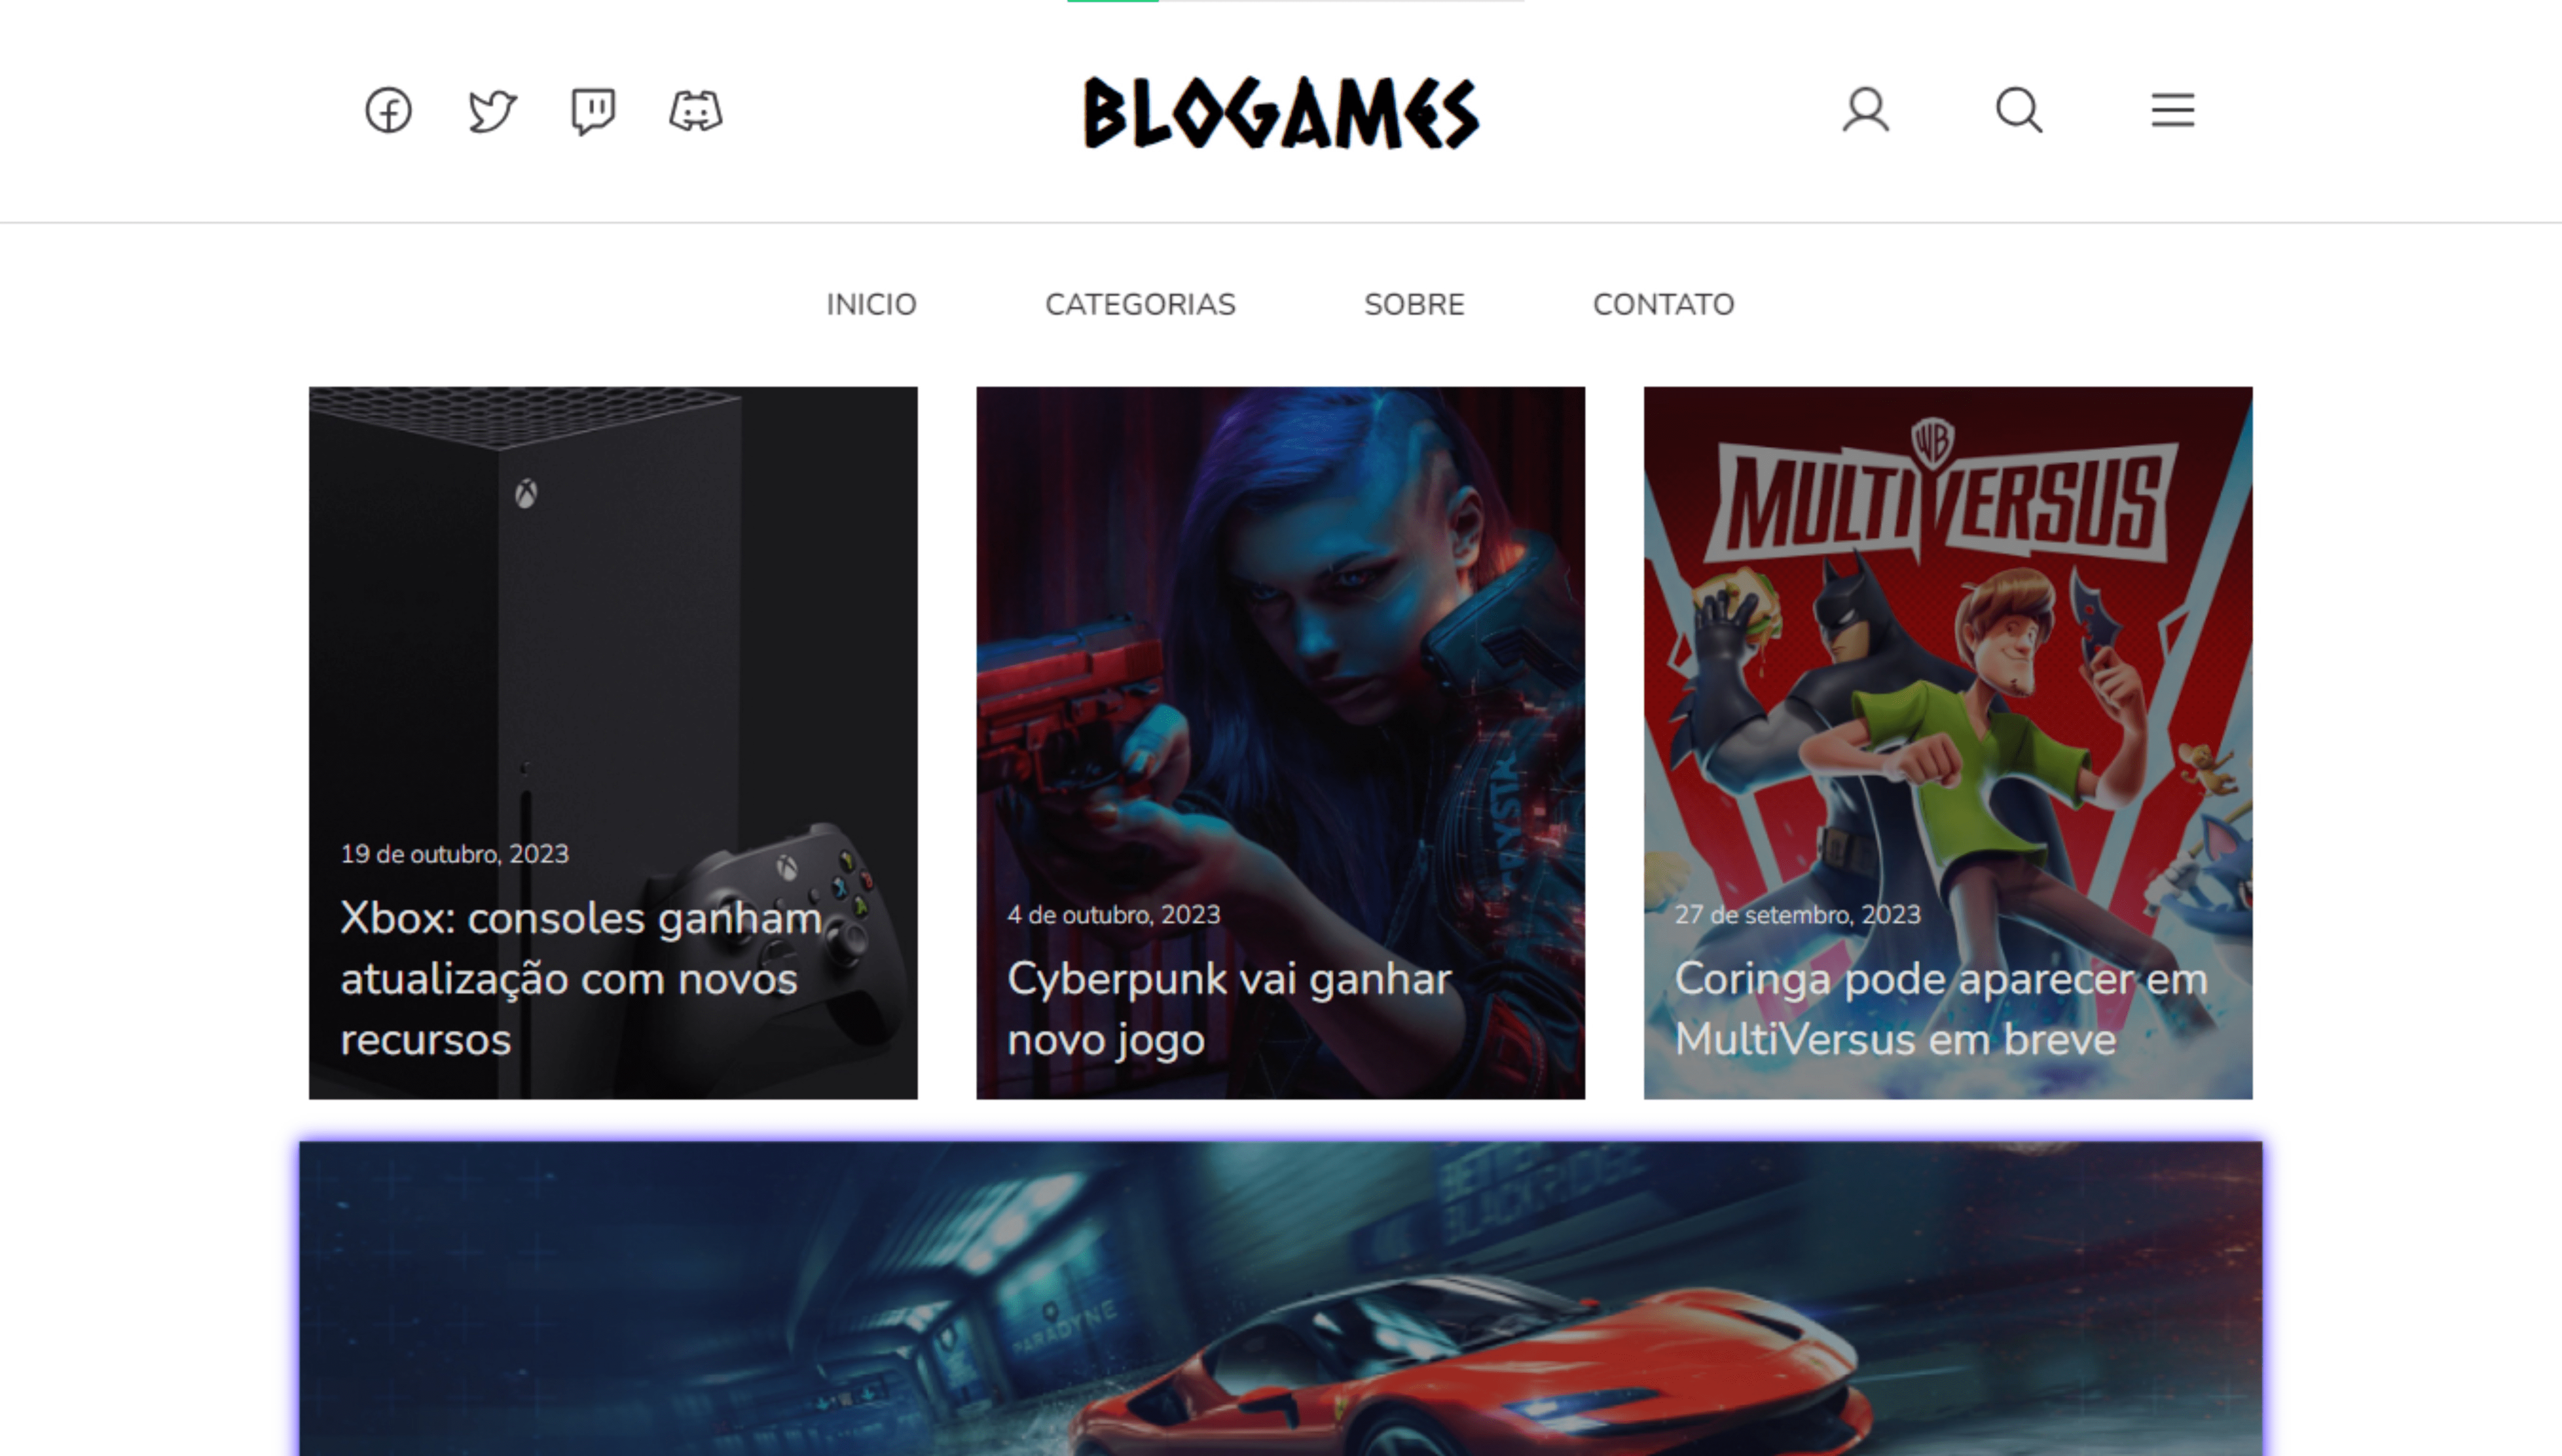 BLOGAMES
INICIO CATEGORIAS SOBRE CONTATO
19 de outubro, 2023
Xbox: consoles ganham
atualização com novos
recursos
4 de outubro, 2023
Cyberpunk vai ganhar
novo jogo
WB
MULTIVERSUS
27 de setembro, 2023
Coringa pode aparecer em
MultiVersus em breve
PARADYNE